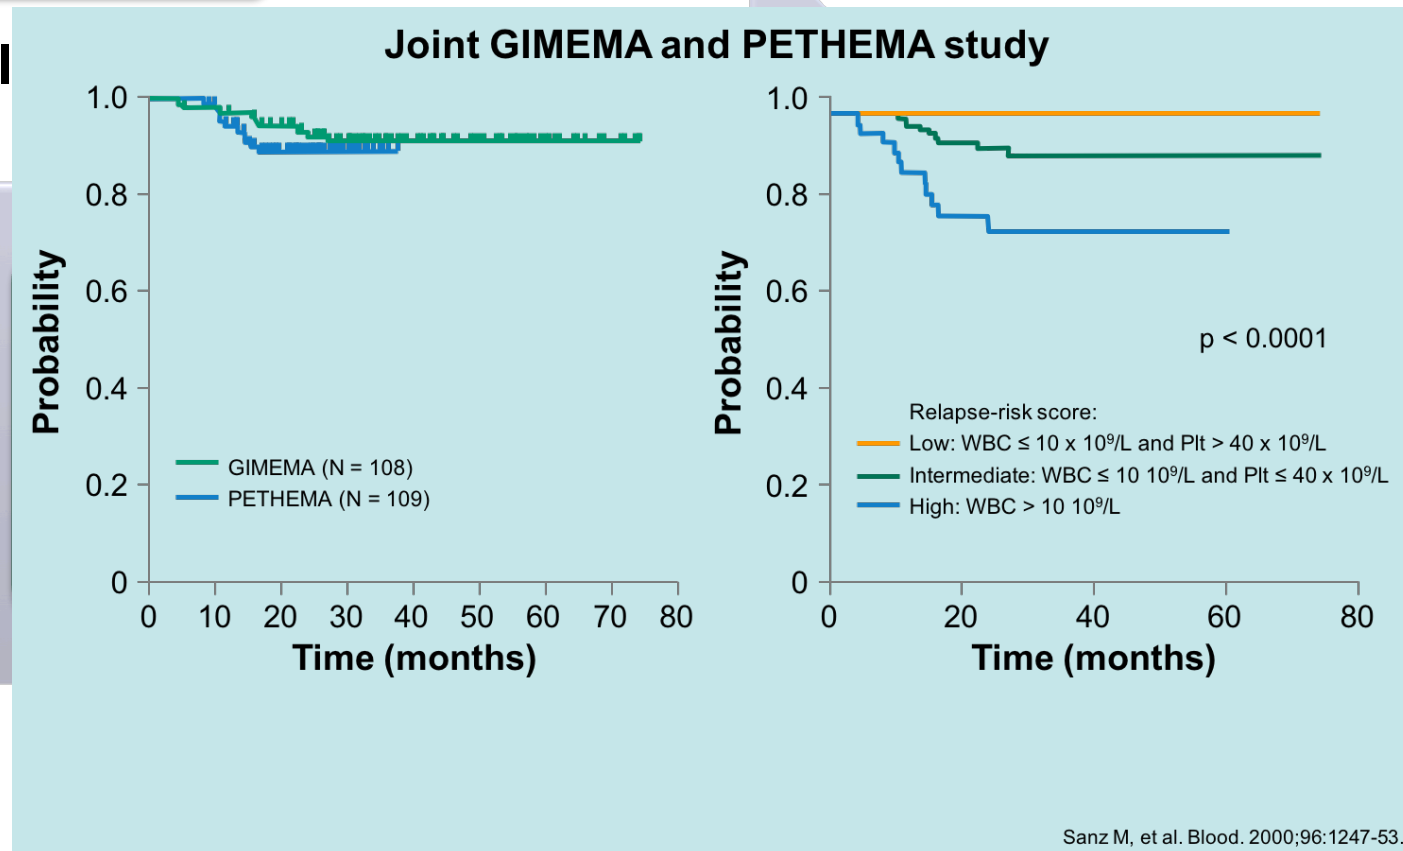 Joint GIMEMA and PETHEMA study
Probability
1.0
0.8
0.6
0.4
0.2
0
GIMEMA (N = 108)
PETHEMA (N = 109)
0 10 20 30 40 50 60 70 80
Time (months)
Probability
1.0
0.8
0.6
0.4
0.2
0
p < 0.0001
Relapse-risk score:
Low: WBC ≤ 10 x 10⁹/L and Plt > 40 x 10⁹/L
Intermediate: WBC ≤ 10 10⁹/L and Plt ≤ 40 x 10⁹/L
High: WBC > 10 10⁹/L
0 20 40 60 80
Time (months)
Sanz M, et al. Blood. 2000;96:1247-53.